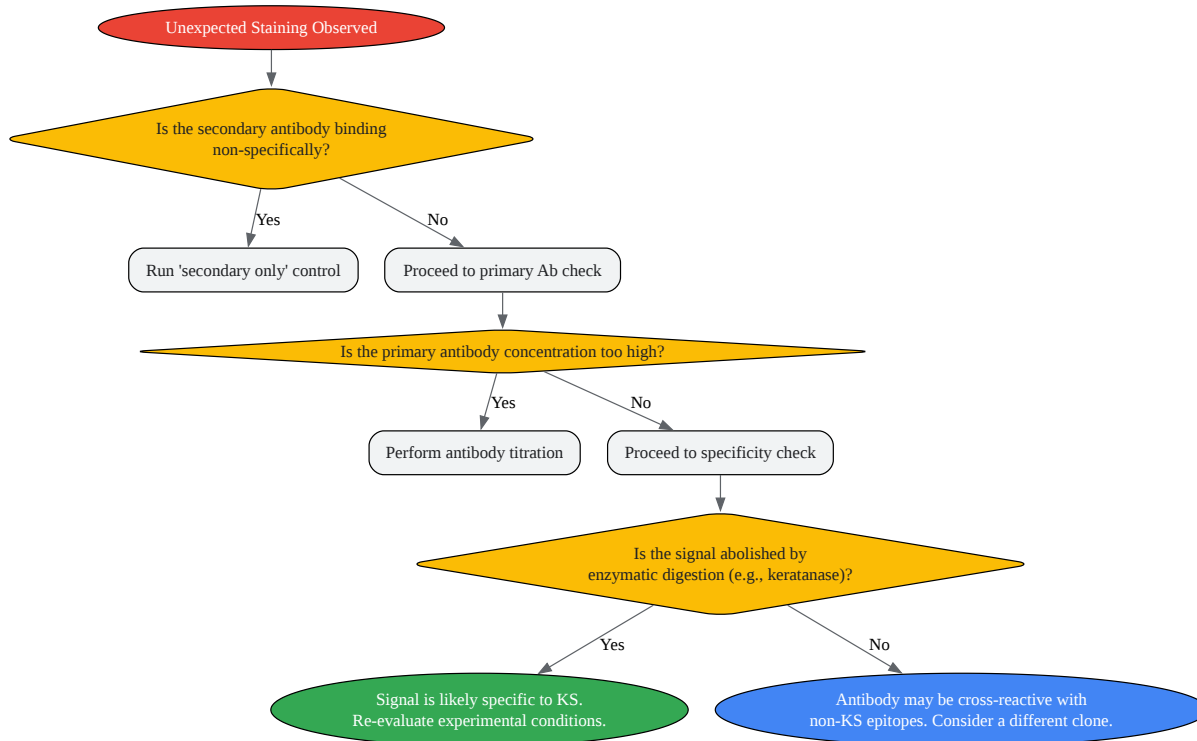 Unexpected Staining Observed
Is the secondary antibody binding
non-specifically?
Yes
No
Run 'secondary only' control
Proceed to primary Ab check
Is the primary antibody concentration too high?
Yes
No
Perform antibody titration
Proceed to specificity check
Is the signal abolished by
enzymatic digestion (e.g., keratanase)?
Yes
No
Signal is likely specific to KS.
Re-evaluate experimental conditions.
Antibody may be cross-reactive with
non-KS epitopes. Consider a different clone.